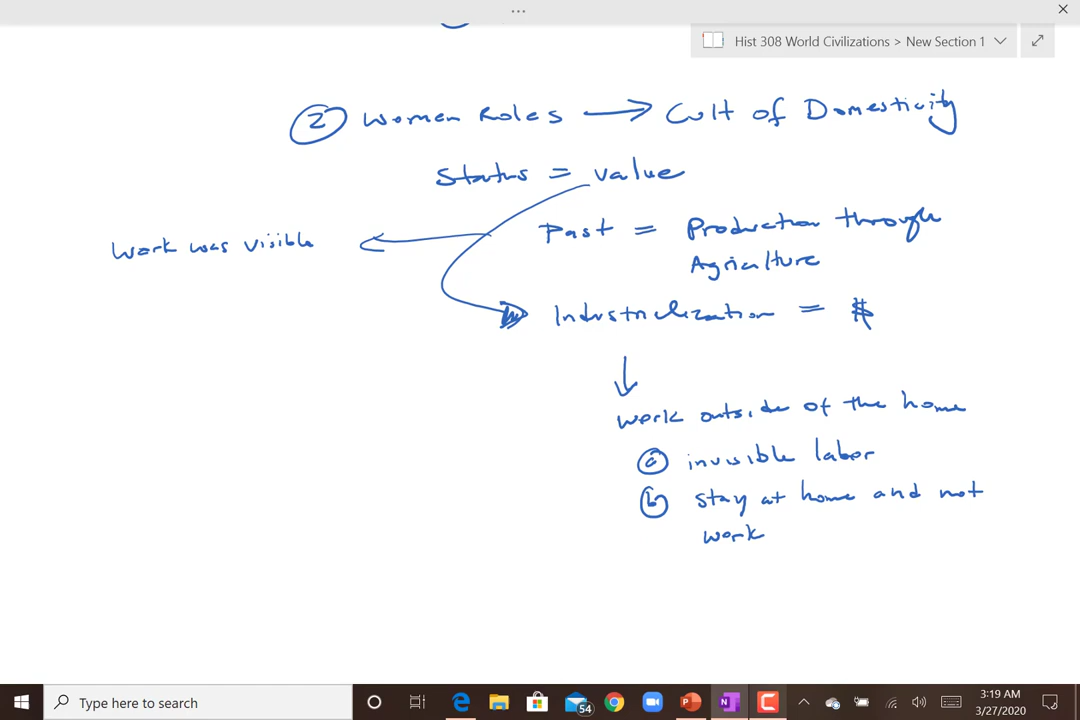 Hist 308 World Civilizations > New Section 1
② Women Roles → Cult of Domesticity
Status = value
Past = Production through
Agriculture
Work was visible
Industrialization = $
↓
work outside of the home
ⓐ invisible labor
ⓑ stay at home and not
work
Type here to search
54
3:19 AM
3/27/2020